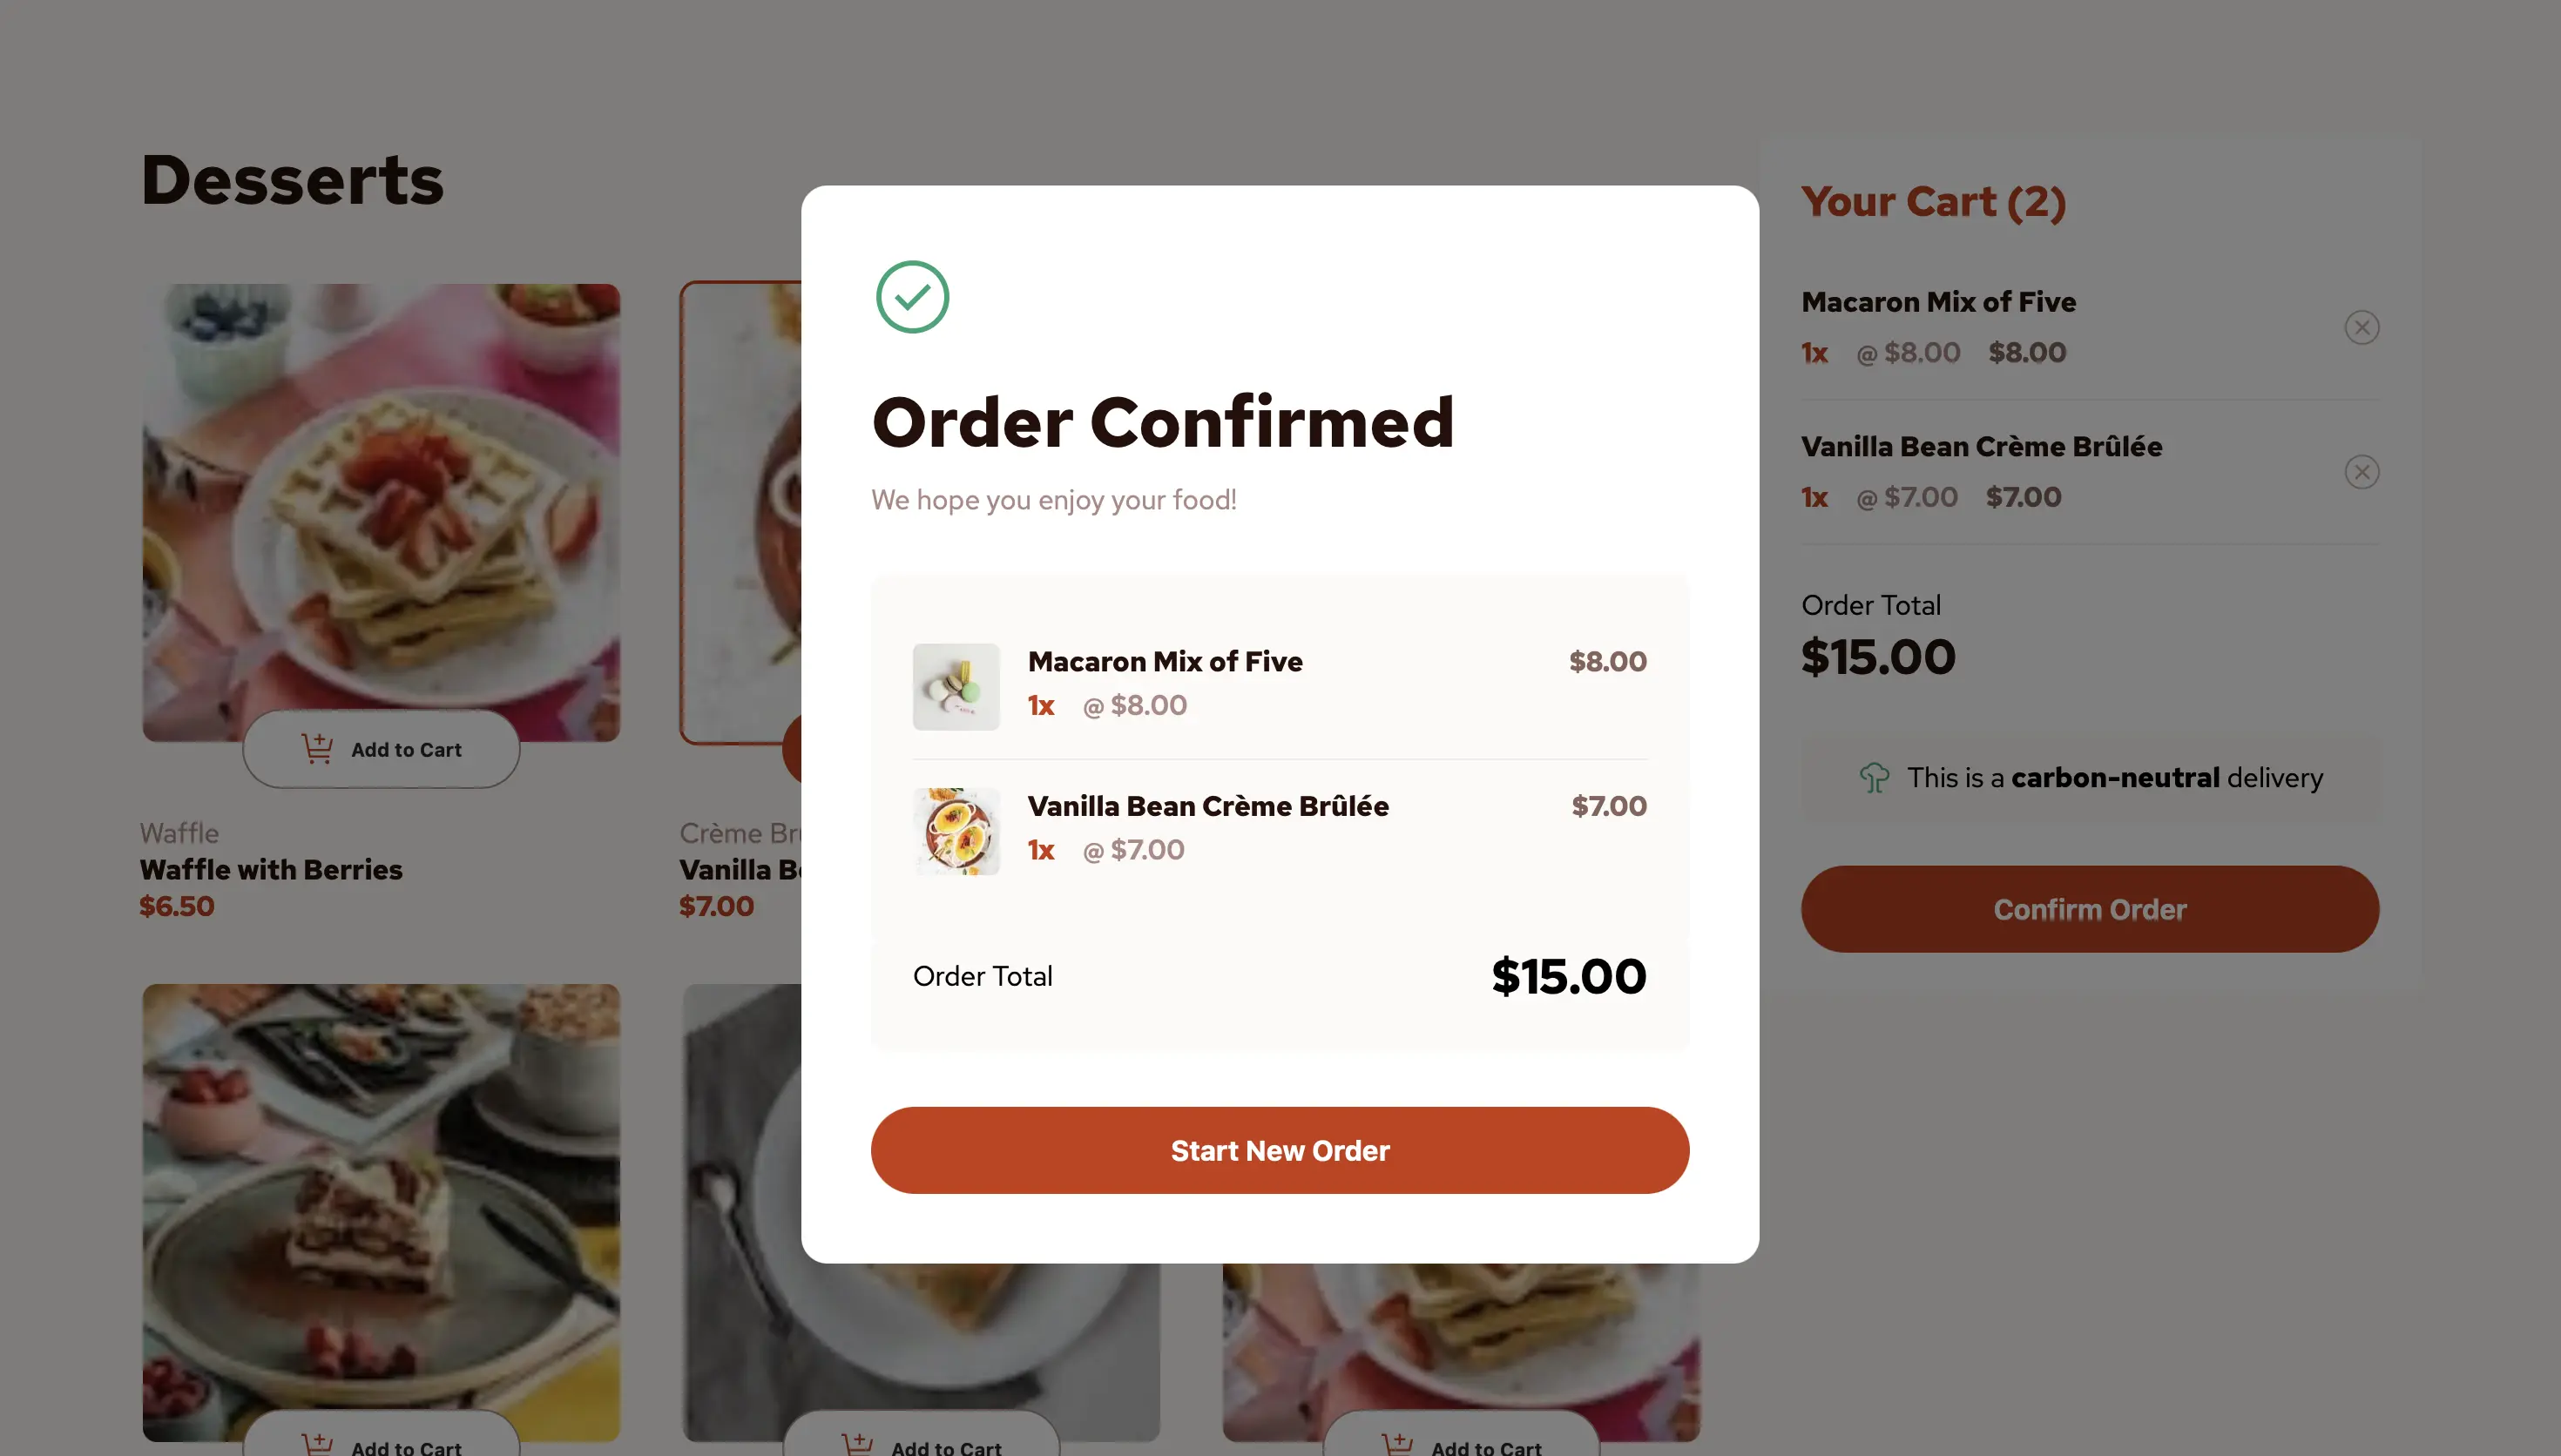 Desserts
Add to Cart
Waffle
Waffle with Berries
$6.50
Crème Br
Vanilla B
$7.00
Add to Cart
Add to Cart
Add to Cart
Order Confirmed
We hope you enjoy your food!
Macaron Mix of Five
$8.00
1x @ $8.00
Vanilla Bean Crème Brûlée
$7.00
1x @ $7.00
Order Total
$15.00
Start New Order
Your Cart (2)
Macaron Mix of Five
1x @ $8.00 $8.00
Vanilla Bean Crème Brûlée
1x @ $7.00 $7.00
Order Total
$15.00
This is a carbon-neutral delivery
Confirm Order